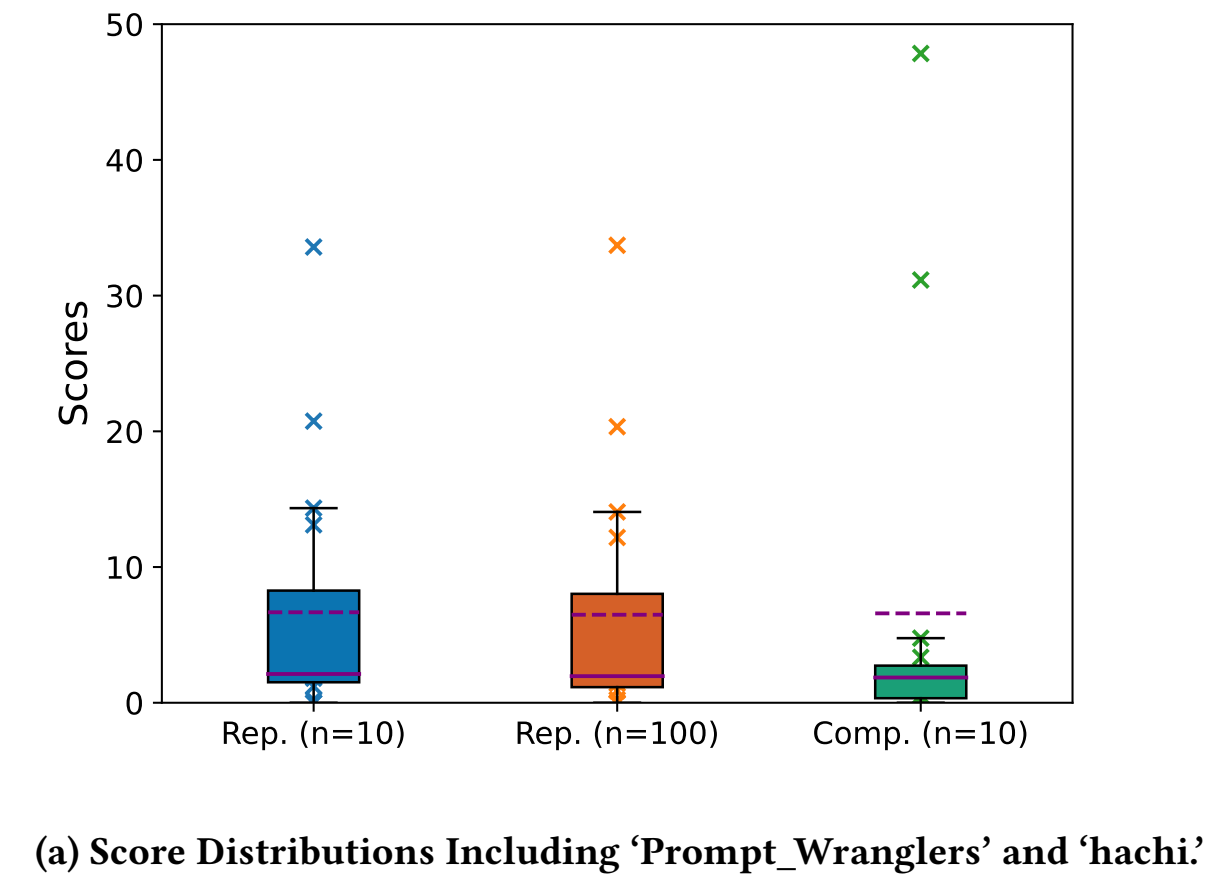 50
40
30
20
10
0
Scores
Rep. (n=10) Rep. (n=100) Comp. (n=10)
(a) Score Distributions Including ‘Prompt_Wranglers’ and ‘hachi.’